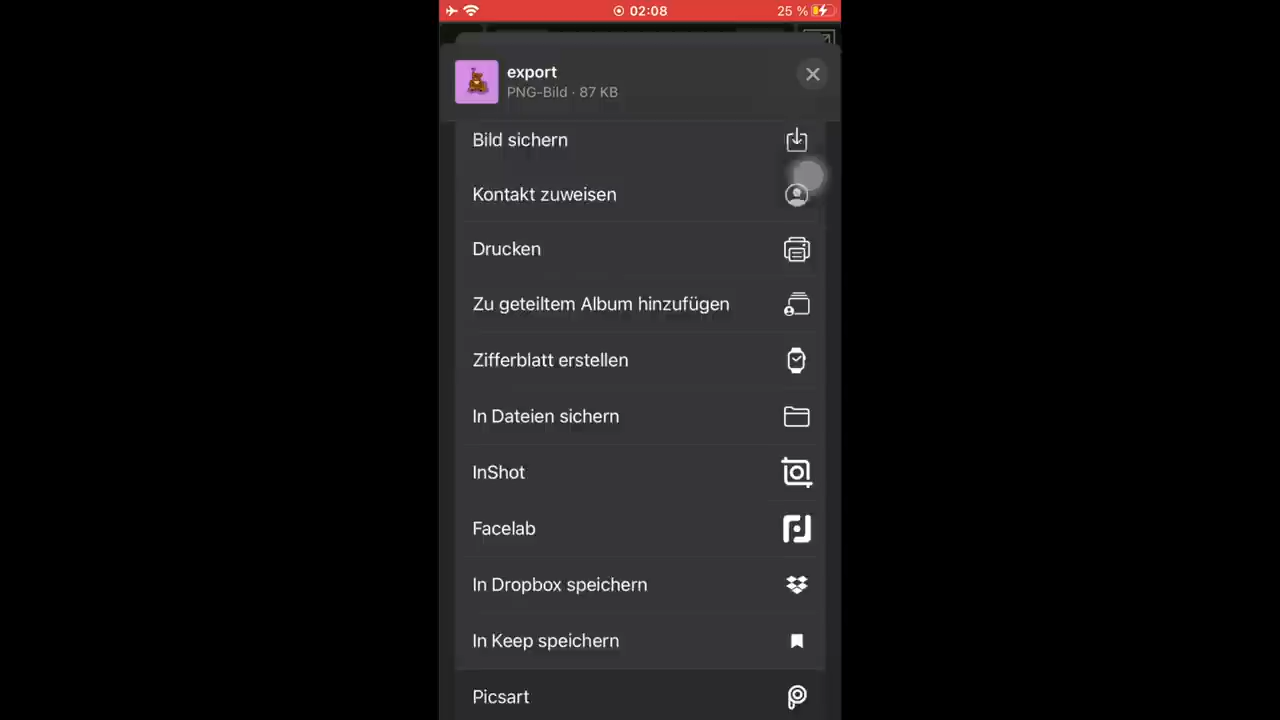 02:08
25 %
export
PNG-Bild · 87 KB
Bild sichern
Kontakt zuweisen
Drucken
Zu geteiltem Album hinzufügen
Zifferblatt erstellen
In Dateien sichern
InShot
Facelab
In Dropbox speichern
In Keep speichern
Picsart